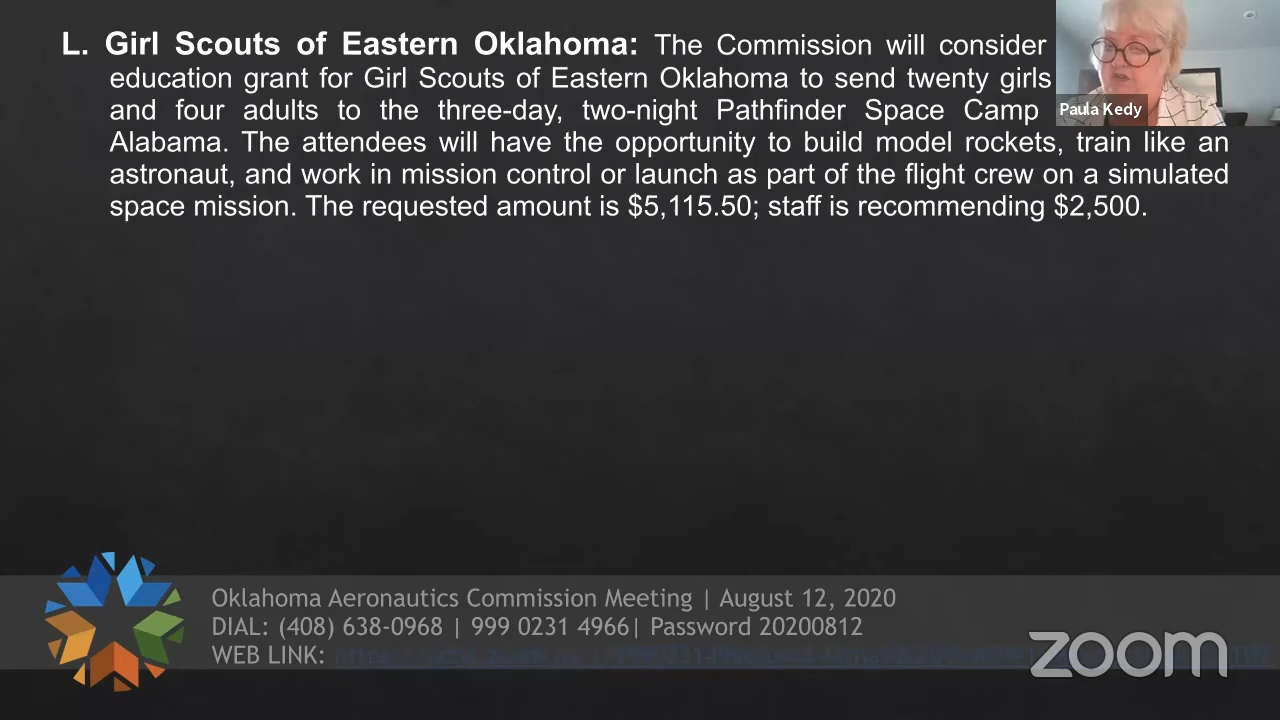 L. Girl Scouts of Eastern Oklahoma: The Commission will consider
education grant for Girl Scouts of Eastern Oklahoma to send twenty girls
and four adults to the three-day, two-night Pathfinder Space Camp
Paula Kedy
Alabama. The attendees will have the opportunity to build model rockets, train like an
astronaut, and work in mission control or launch as part of the flight crew on a simulated
space mission. The requested amount is $5,115.50; staff is recommending $2,500.
Oklahoma Aeronautics Commission Meeting | August 12, 2020
DIAL: (408) 638-0968 | 999 0231 4966| Password 20200812
WEB LINK:
zoom